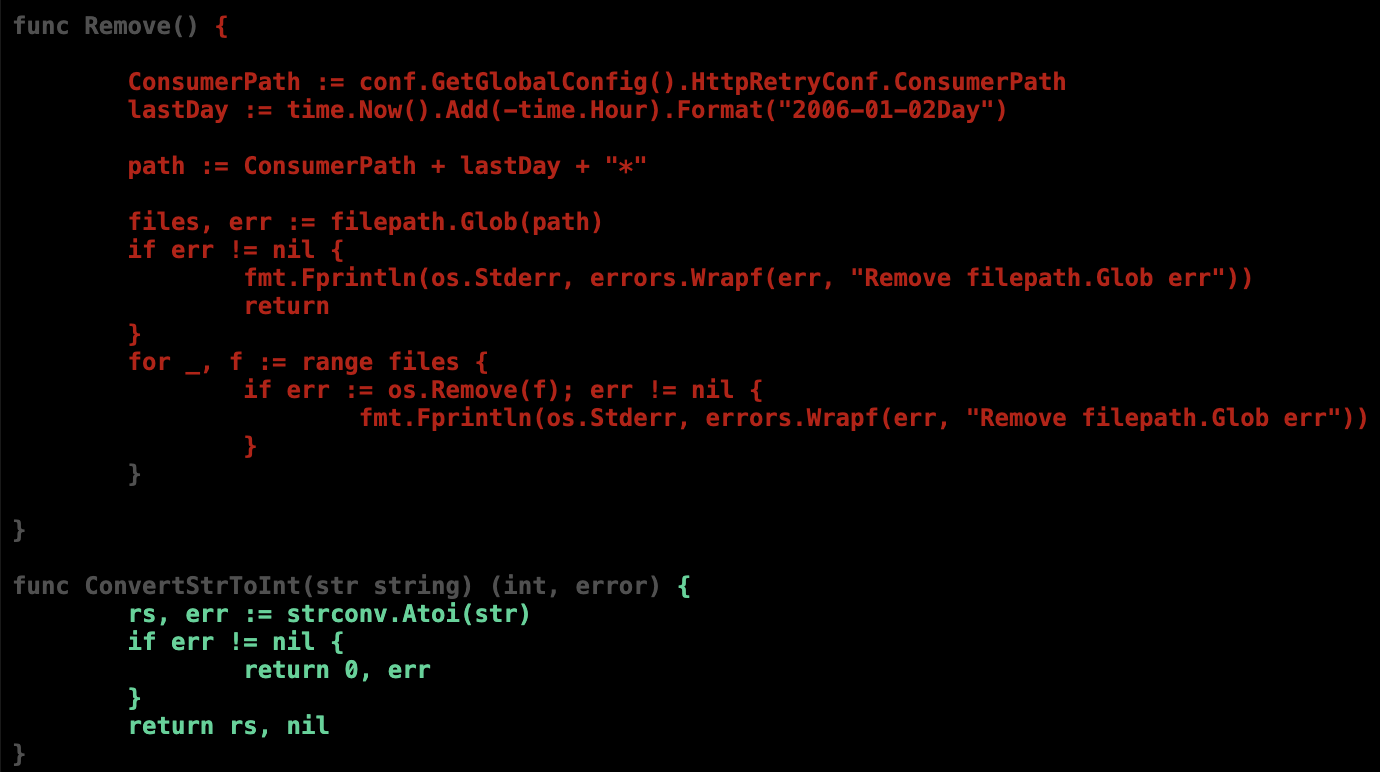 func Remove() {
ConsumerPath := conf.GetGlobalConfig().HttpRetryConf.ConsumerPath
lastDay := time.Now().Add(-time.Hour).Format("2006-01-02Day")
path := ConsumerPath + lastDay + "*"
files, err := filepath.Glob(path)
if err != nil {
fmt.Fprintln(os.Stderr, errors.Wrapf(err, "Remove filepath.Glob err"))
return
}
for _, f := range files {
if err := os.Remove(f); err != nil {
fmt.Fprintln(os.Stderr, errors.Wrapf(err, "Remove filepath.Glob err"))
}
}
}
func ConvertStrToInt(str string) (int, error) {
rs, err := strconv.Atoi(str)
if err != nil {
return 0, err
}
return rs, nil
}